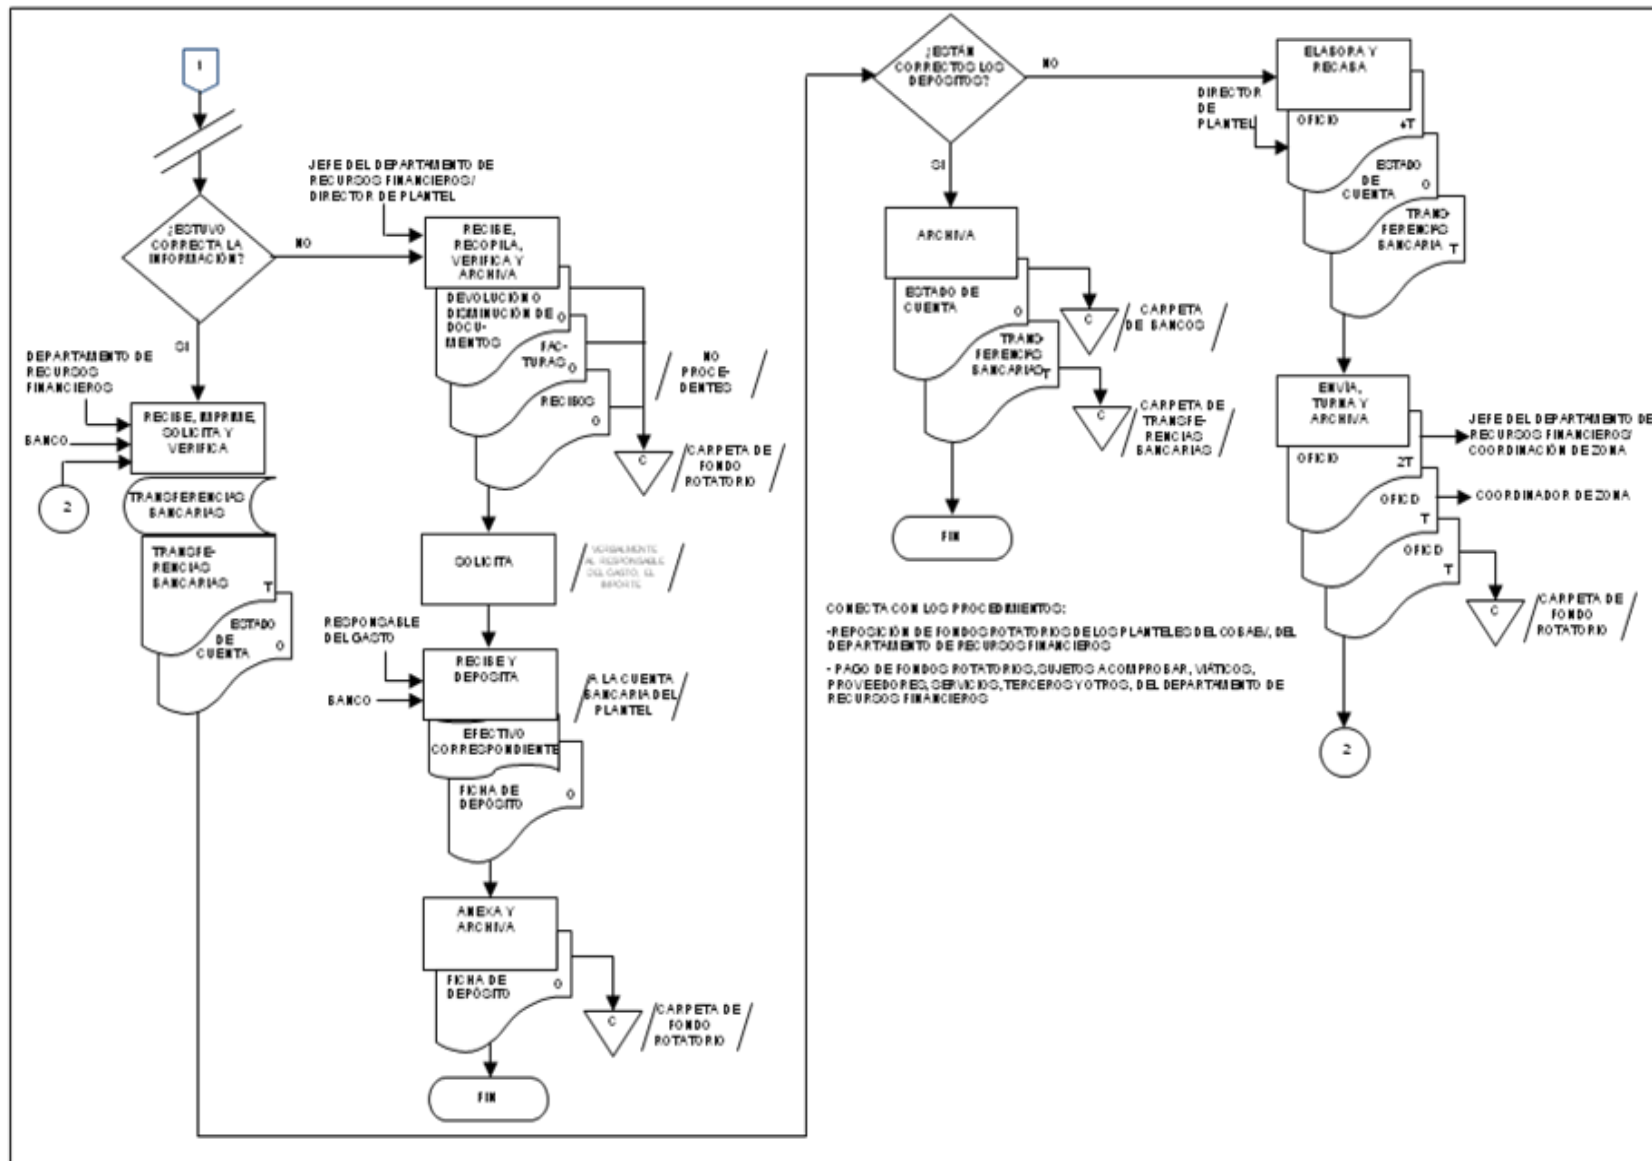 1
¿ESTUVO
CORRECTA LA
INFORMACIÓN?
NO
SI
JEFE DEL DEPARTAMENTO DE
RECURSOS FINANCIEROS/
DIRECTOR DE PLANTEL
RECIBE,
RECOPILA,
VERIFICA Y
ARCHIVA
DEVOLUCIÓN O
DISMINUCIÓN DE
DOCU-
MENTOS
O
FAC-
TURAS
O
RECIBOS
O
NO
PROCE-
DENTES
C
CARPETA DE
FONDO
ROTATORIO
DEPARTAMENTO DE
RECURSOS
FINANCIEROS
BANCO
2
RECIBE, IMPRIME,
SOLICITA Y
VERIFICA
TRANSFERENCIAS
BANCARIAS
TRANSFE-
RENCIAS
BANCARIAS
T
ESTADO
DE
CUENTA
O
SOLICITA
VERBALMENTE
AL RESPONSABLE
DEL GASTO, EL
IMPORTE
RESPONSABLE
DEL GASTO
BANCO
RECIBE Y
DEPOSITA
A LA CUENTA
BANCARIA DEL
PLANTEL
EFECTIVO
CORRESPONDIENTE
FICHA DE
DEPÓSITO
O
ANEXA Y
ARCHIVA
FICHA DE
DEPÓSITO
O
C
CARPETA DE
FONDO
ROTATORIO
FIN
¿ESTÁN
CORRECTOS LOS
DEPÓSITOS?
NO
SI
ARCHIVA
ESTADO DE
CUENTA
O
TRANS-
FERENCIAS
BANCARIAS
T
C
CARPETA
DE BANCOS
C
CARPETA DE
TRANSFE-
RENCIAS
BANCARIAS
FIN
ELABORA Y
RECABA
DIRECTOR
DE
PLANTEL
OFICIO
4T
ESTADO
DE
CUENTA
O
TRANS-
FERENCIAS
BANCARIA
T
ENVÍA,
TURNA Y
ARCHIVA
OFICIO
2T
JEFE DEL DEPARTAMENTO DE
RECURSOS FINANCIEROS/
COORDINACIÓN DE ZONA
OFICIO
T
COORDINADOR DE ZONA
OFICIO
T
C
CARPETA DE
FONDO
ROTATORIO
2
CONECTA CON LOS PROCEDIMIENTOS:
-REPOSICIÓN DE FONDOS ROTATORIOS DE LOS PLANTELES DEL COBAEV, DEL
DEPARTAMENTO DE RECURSOS FINANCIEROS
- PAGO DE FONDOS ROTATORIOS, SUJETOS A COMPROBAR, VIÁTICOS,
PROVEEDORES, SERVICIOS, TERCEROS Y OTROS, DEL DEPARTAMENTO DE
RECURSOS FINANCIEROS